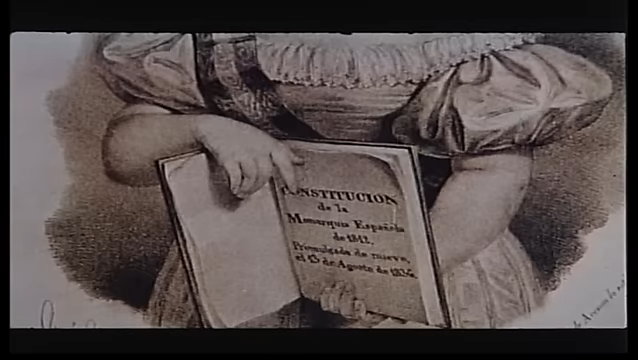 CONSTITUCION
de la
Monarquia Española
de 1812.
Promulgada de nuevo,
el 13 de Agosto de 1836.